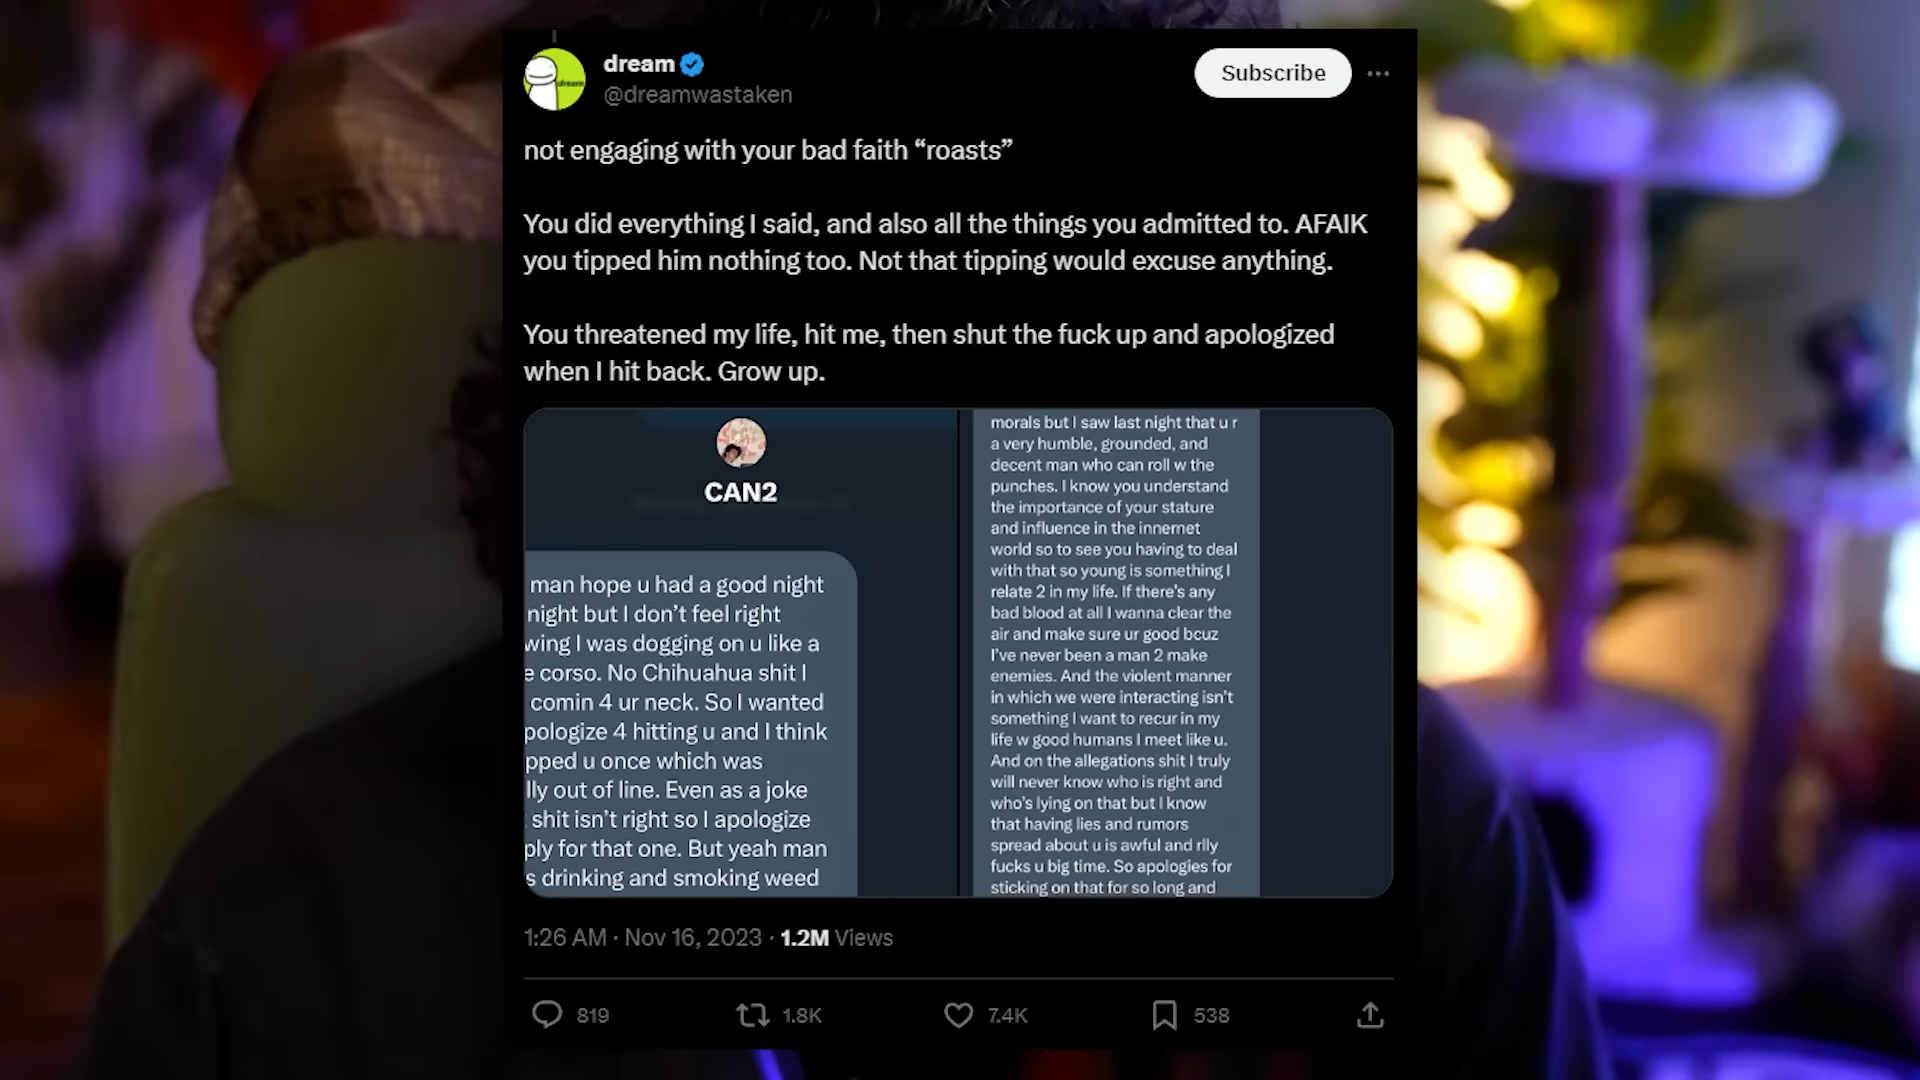 dream
@dreamwastaken
Subscribe
not engaging with your bad faith “roasts”
You did everything I said, and also all the things you admitted to. AFAIK
you tipped him nothing too. Not that tipping would excuse anything.
You threatened my life, hit me, then shut the fuck up and apologized
when I hit back. Grow up.
CAN2
man hope u had a good night
night but I don’t feel right
wing I was dogging on u like a
e corso. No Chihuahua shit I
comin 4 ur neck. So I wanted
pologize 4 hitting u and I think
pped u once which was
lly out of line. Even as a joke
shit isn’t right so I apologize
ply for that one. But yeah man
s drinking and smoking weed
morals but I saw last night that u r
a very humble, grounded, and
decent man who can roll w the
punches. I know you understand
the importance of your stature
and influence in the innernet
world so to see you having to deal
with that so young is something I
relate 2 in my life. If there’s any
bad blood at all I wanna clear the
air and make sure ur good bcuz
I’ve never been a man 2 make
enemies. And the violent manner
in which we were interacting isn’t
something I want to recur in my
life w good humans I meet like u.
And on the allegations shit I truly
will never know who is right and
who’s lying on that but I know
that having lies and rumors
spread about u is awful and rlly
fucks u big time. So apologies for
sticking on that for so long and
1:26 AM · Nov 16, 2023 · 1.2M Views
819 1.8K 7.4K 538